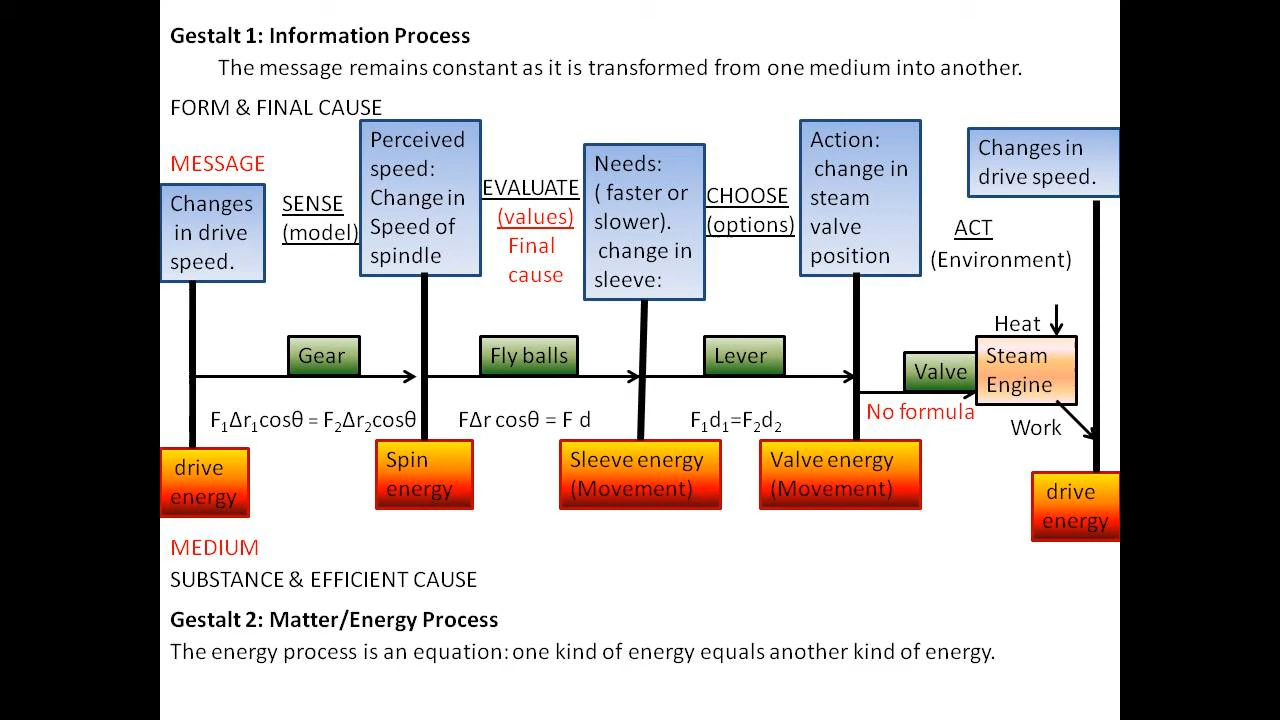 Gestalt 1: Information Process
The message remains constant as it is transformed from one medium into another.
FORM & FINAL CAUSE
MESSAGE
Changes
in drive
speed.
SENSE
(model)
Perceived
speed:
Change in
Speed of
spindle
EVALUATE
(values)
Final
cause
Needs:
( faster or
slower).
change in
sleeve:
CHOOSE
(options)
Action:
change in
steam
valve
position
Changes in
drive speed.
ACT
(Environment)
Heat
Gear
Fly balls
Lever
Valve
Steam
Engine
F₁Δr₁cosθ = F₂Δr₂cosθ
FΔr cosθ = F d
F₁d₁=F₂d₂
No formula
Work
drive
energy
Spin
energy
Sleeve energy
(Movement)
Valve energy
(Movement)
drive
energy
MEDIUM
SUBSTANCE & EFFICIENT CAUSE
Gestalt 2: Matter/Energy Process
The energy process is an equation: one kind of energy equals another kind of energy.